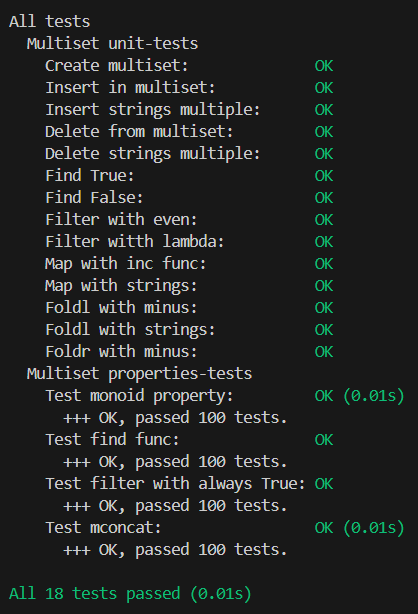 All tests
  Multiset unit-tests
    Create multiset:              OK
    Insert in multiset:           OK
    Insert strings multiple:      OK
    Delete from multiset:         OK
    Delete strings multiple:      OK
    Find True:                    OK
    Find False:                   OK
    Filter with even:             OK
    Filter witth lambda:          OK
    Map with inc func:            OK
    Map with strings:             OK
    Foldl with minus:             OK
    Foldl with strings:           OK
    Foldr with minus:             OK
  Multiset properties-tests
    Test monoid property:         OK (0.01s)
      +++ OK, passed 100 tests.
    Test find func:               OK
      +++ OK, passed 100 tests.
    Test filter with always True: OK
      +++ OK, passed 100 tests.
    Test mconcat:                 OK (0.01s)
      +++ OK, passed 100 tests.

All 18 tests passed (0.01s)